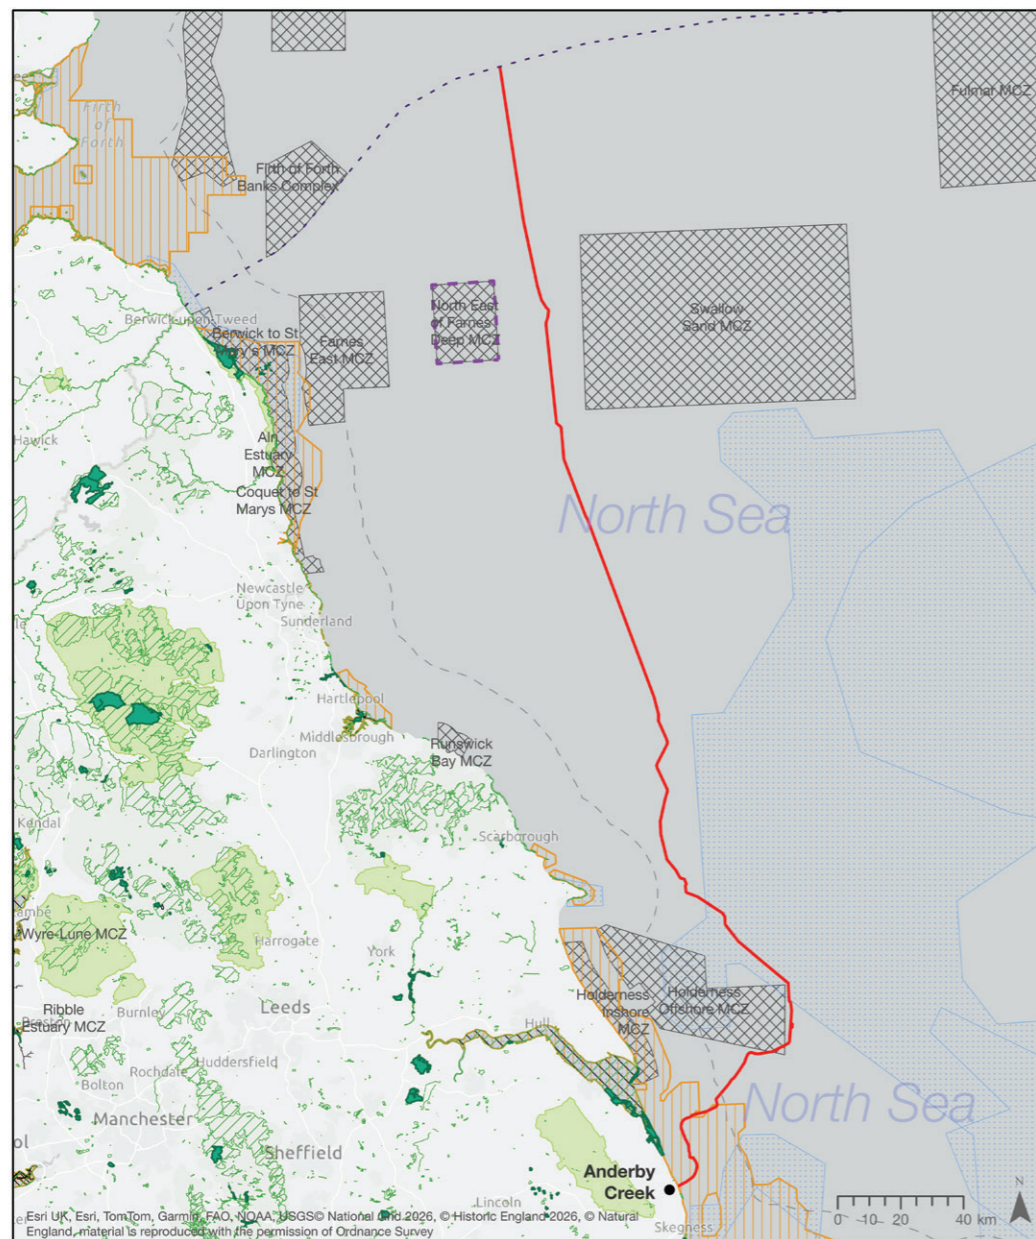 Fulmar MCZ
Firth
of
Forth
Firth of Forth
Banks Complex
Berwick-upon-Tweed
Berwick to St
Mary's MCZ
Farnes
East MCZ
North East
of Farnes
Deep MCZ
Swallow
Sand MCZ
Hawick
Aln
Estuary
MCZ
Coquet to St
Marys MCZ
North Sea
Newcastle
Upon Tyne
Sunderland
Hartlepool
Middlesbrough
Darlington
Runswick
Bay MCZ
Kendal
Scarborough
Wyre-Lune MCZ
Harrogate
York
Ribble
Estuary MCZ
Preston
Burnley
Leeds
Hull
Holderness
Inshore
MCZ
Holderness
Offshore MCZ
Huddersfield
Rochdale
Bolton
Manchester
North Sea
Sheffield
Anderby
Creek
Lincoln
Skegness
N
0 10 20 40 km
Esri UK, Esri, TomTom, Garmin, FAO, NOAA, USGS© National Grid 2026, © Historic England 2026, © Natural
England, material is reproduced with the permission of Ordnance Survey